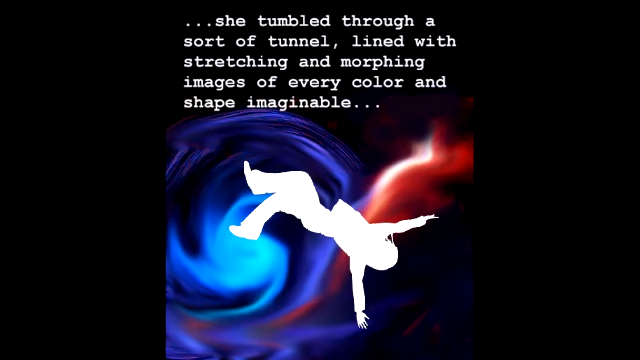 ...she tumbled through a
sort of tunnel, lined with
stretching and morphing
images of every color and
shape imaginable...